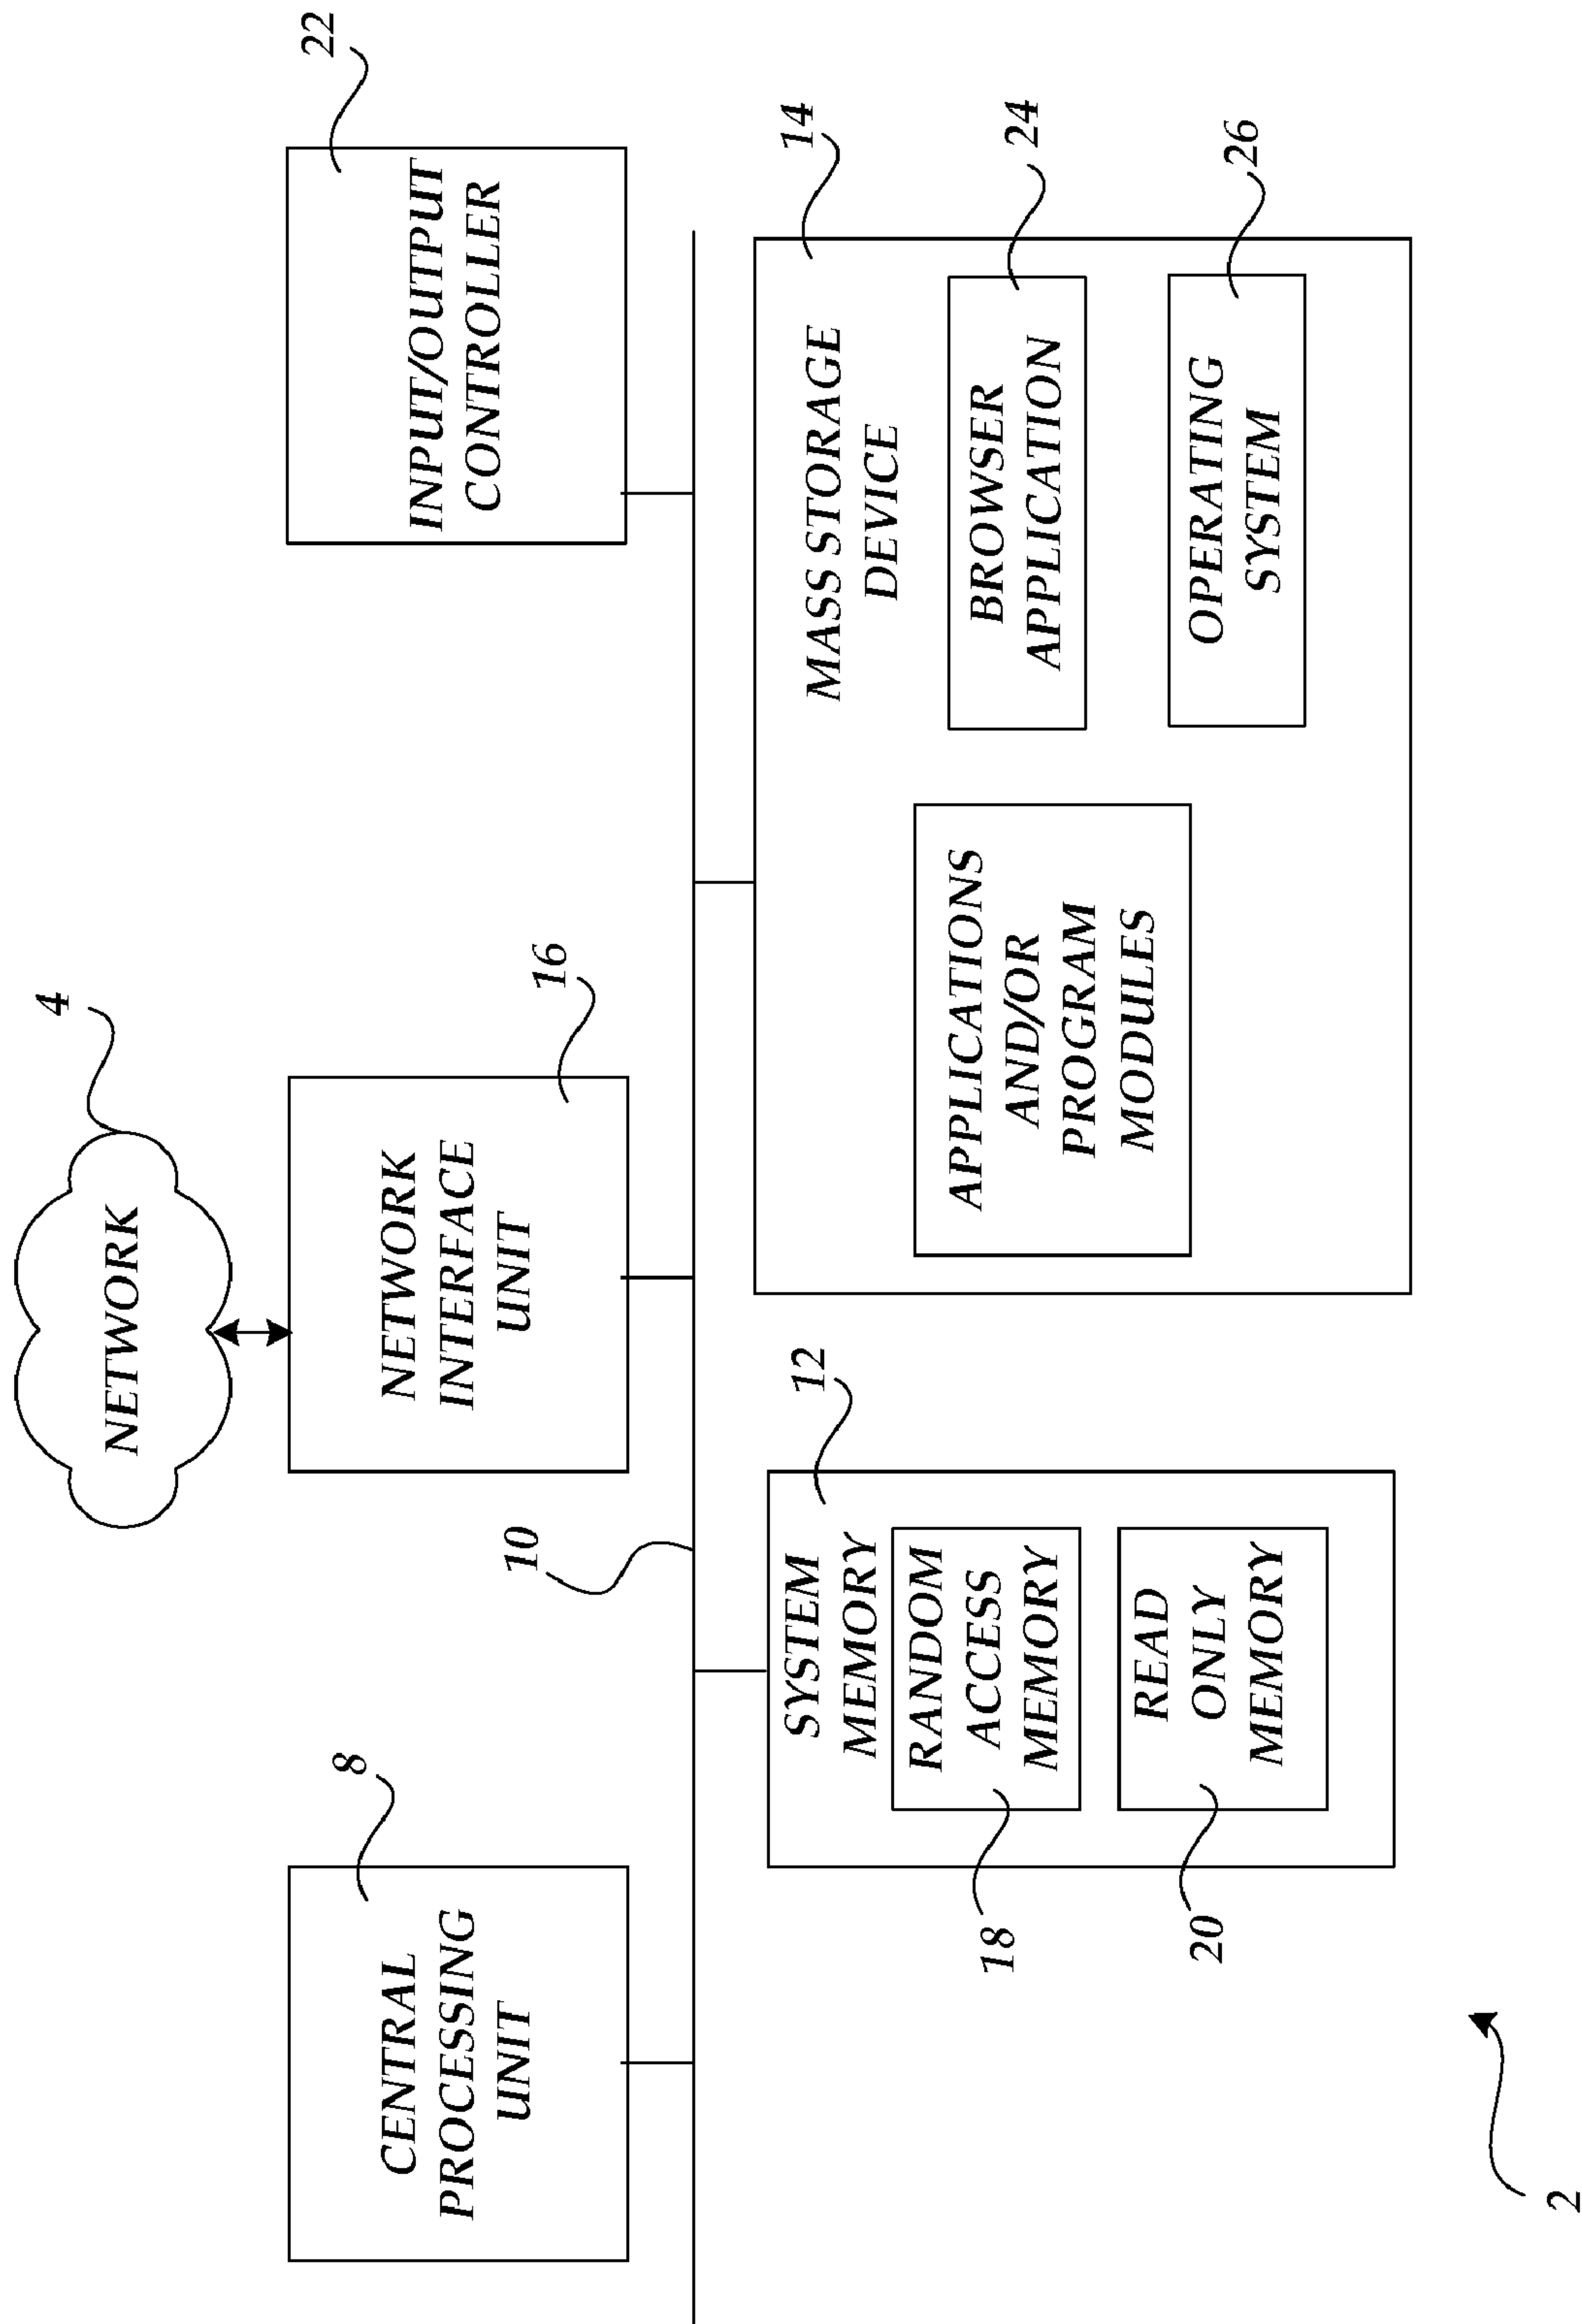 NETWORK
4
CENTRAL
PROCESSING
UNIT
8
NETWORK
INTERFACE
UNIT
16
INPUT/OUTPUT
CONTROLLER
22
10
SYSTEM
MEMORY
12
RANDOM
ACCESS
MEMORY
18
READ
ONLY
MEMORY
20
MASS STORAGE
DEVICE
14
APPLICATIONS
AND/OR
PROGRAM
MODULES
BROWSER
APPLICATION
24
OPERATING
SYSTEM
26
2